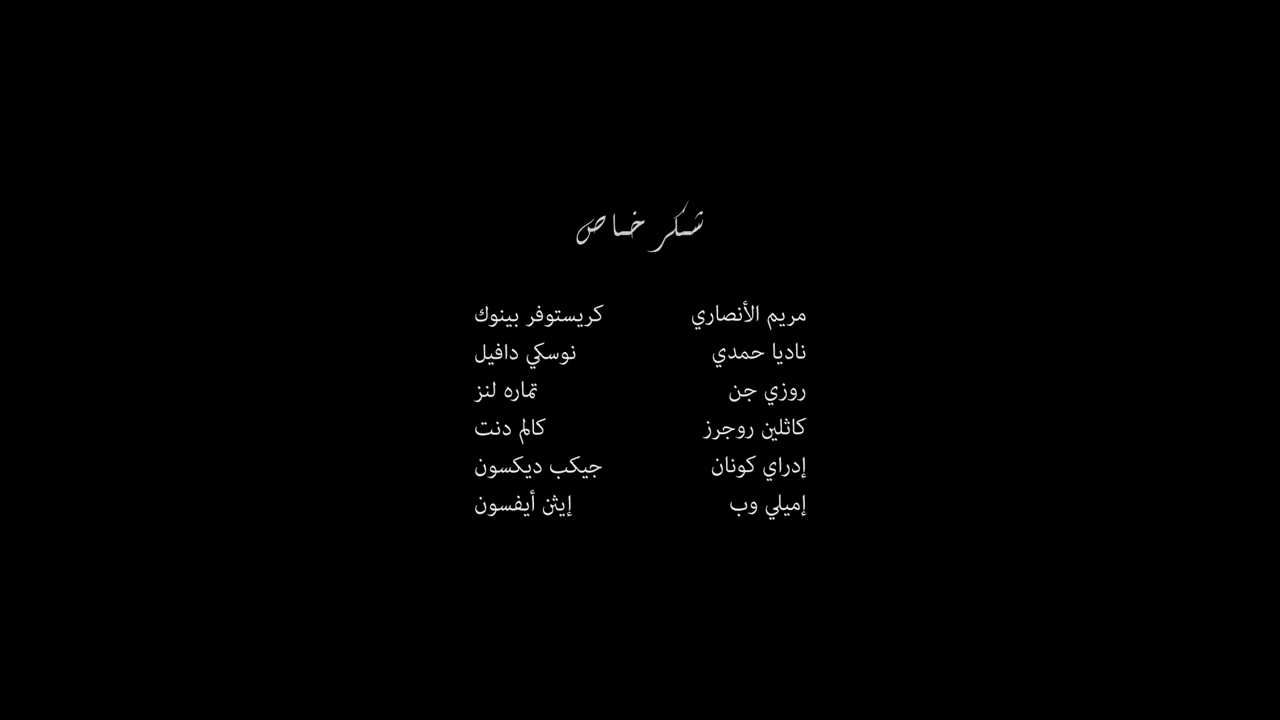 شكر خاص
مريم الأنصاري كريستوفر بينوك
ناديا حمدي نوسكي دافيل
روزي جن تماره لنز
كاثلين روجرز كالم دنت
إدراي كونان جيكب ديكسون
إميلي وب إيثن أيفسون